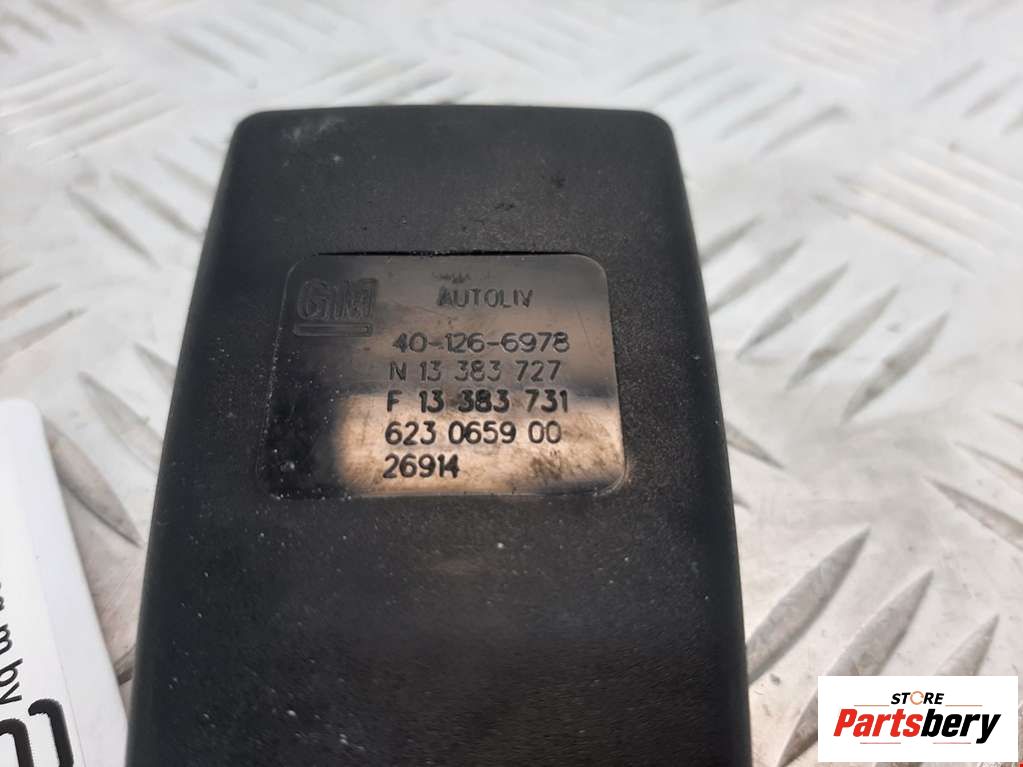 GM AUTOLIV
40-126-6978
N 13 383 727
F 13 383 731
623 0659 00
26914
STORE
Partsbery